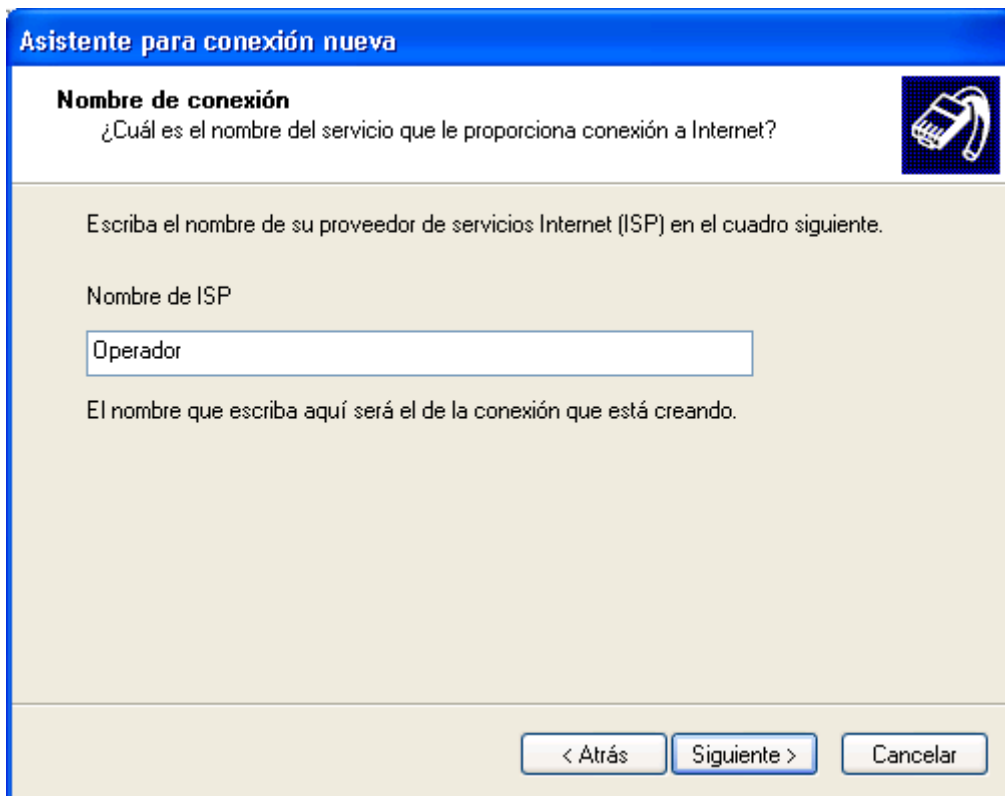 Asistente para conexión nueva
Nombre de conexión
¿Cuál es el nombre del servicio que le proporciona conexión a Internet?
Escriba el nombre de su proveedor de servicios Internet (ISP) en el cuadro siguiente.
Nombre de ISP
Operador
El nombre que escriba aquí será el de la conexión que está creando.
< Atrás Siguiente > Cancelar